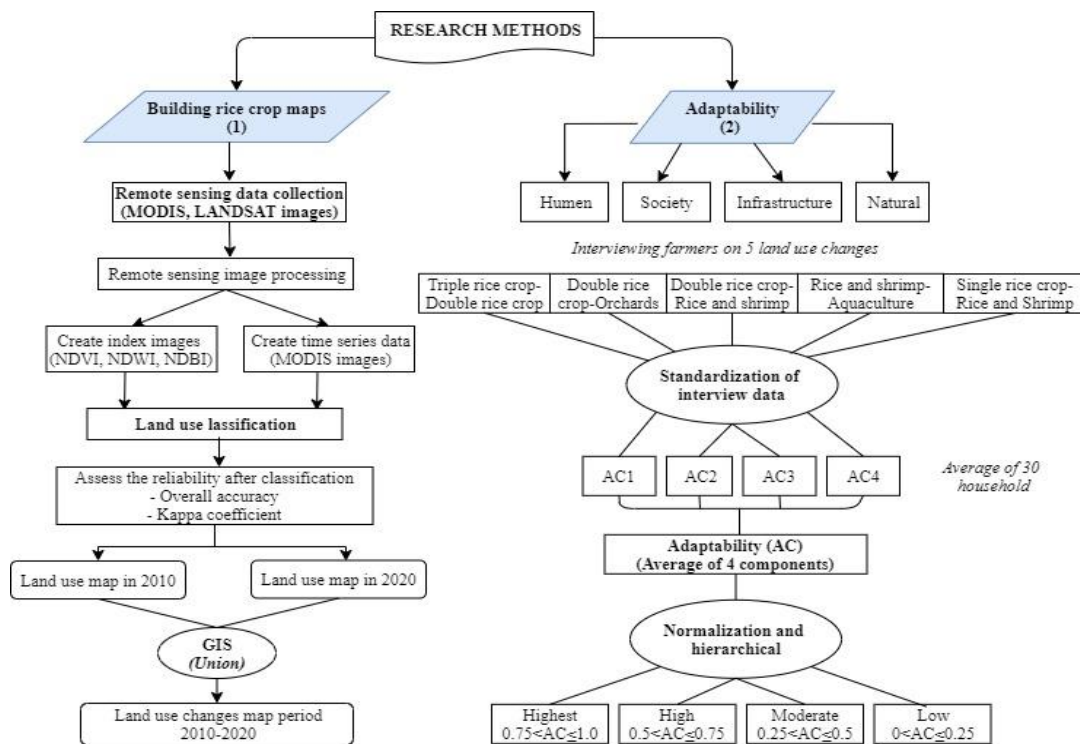 RESEARCH METHODS
Building rice crop maps
(1)
Remote sensing data collection
(MODIS, LANDSAT images)
Remote sensing image processing
Create index images
(NDVI, NDWI, NDBI)
Create time series data
(MODIS images)
Land use lassification
Assess the reliability after classification
- Overall accuracy
- Kappa coefficient
Land use map in 2010
Land use map in 2020
GIS
(Union)
Land use changes map period
2010-2020
Adaptability
(2)
Humen
Society
Infrastructure
Natural
Interviewing farmers on 5 land use changes
Triple rice crop-
Double rice crop
Double rice
crop-Orchards
Double rice crop-
Rice and shrimp
Rice and shrimp-
Aquaculture
Single rice crop-
Rice and Shrimp
Standardization of
interview data
AC1
AC2
AC3
AC4
Average of 30
household
Adaptability (AC)
(Average of 4 components)
Normalization and
hierarchical
Highest
0.75<AC≤1.0
High
0.5<AC≤0.75
Moderate
0.25<AC≤0.5
Low
0<AC≤0.25